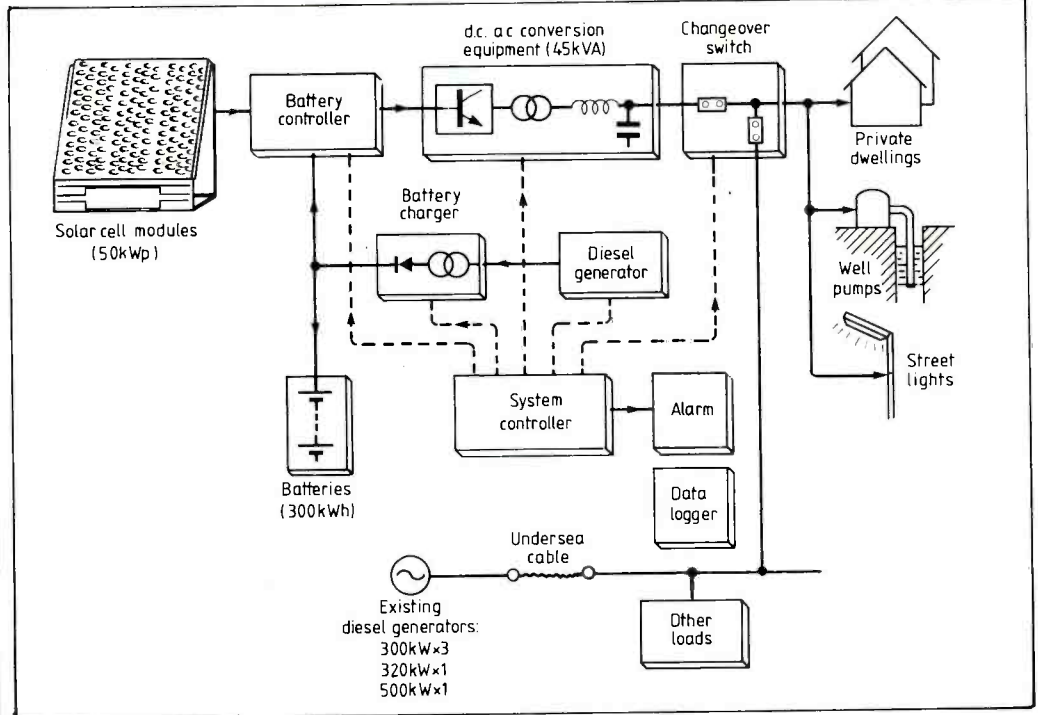 d.c. ac conversion
equipment (45kVA)
Changeover
switch
Battery
controller
Private
dwellings
Solar cell modules
(50kWp)
Battery
charger
Diesel
generator
Well
pumps
Street
lights
System
controller
Alarm
Batteries
(300kWh)
Data
logger
Undersea
cable
Existing
diesel generators:
300kW×3
320kW×1
500kW×1
Other
loads